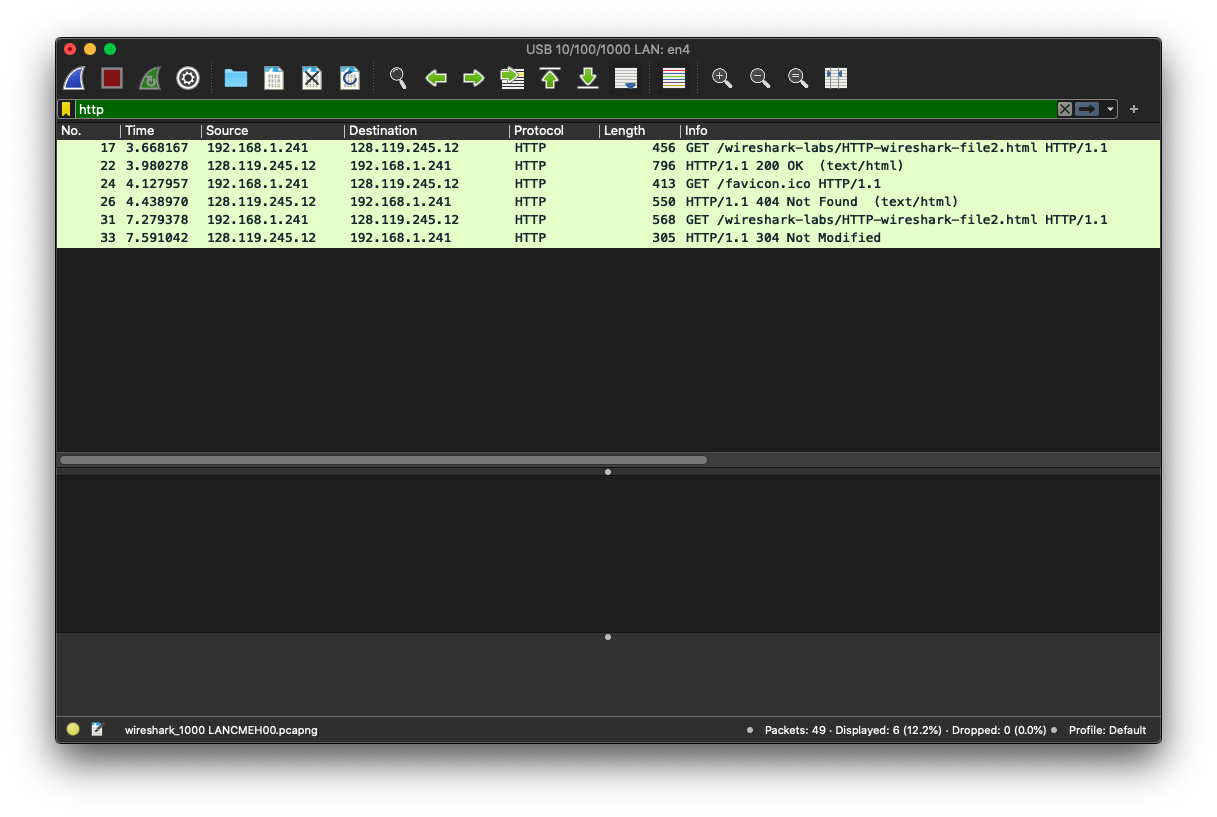 USB 10/100/1000 LAN: en4
http
No. Time Source Destination Protocol Length Info
17 3.668167 192.168.1.241 128.119.245.12 HTTP 456 GET /wireshark-labs/HTTP-wireshark-file2.html HTTP/1.1
22 3.980278 128.119.245.12 192.168.1.241 HTTP 796 HTTP/1.1 200 OK (text/html)
24 4.127957 192.168.1.241 128.119.245.12 HTTP 413 GET /favicon.ico HTTP/1.1
26 4.438970 128.119.245.12 192.168.1.241 HTTP 550 HTTP/1.1 404 Not Found (text/html)
31 7.279378 192.168.1.241 128.119.245.12 HTTP 568 GET /wireshark-labs/HTTP-wireshark-file2.html HTTP/1.1
33 7.591042 128.119.245.12 192.168.1.241 HTTP 305 HTTP/1.1 304 Not Modified
wireshark_1000 LANCMEH00.pcapng Packets: 49 · Displayed: 6 (12.2%) · Dropped: 0 (0.0%) Profile: Default